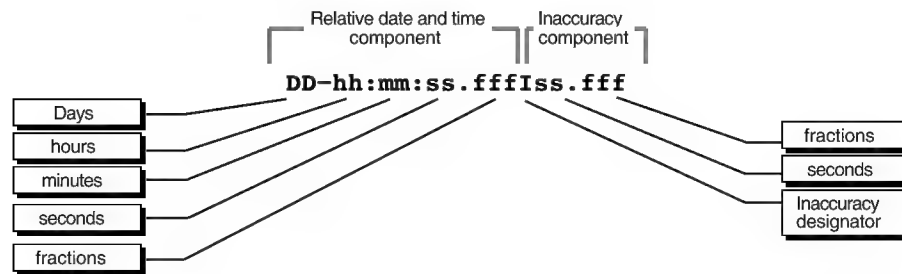 Relative date and time component
Inaccuracy component
DD-hh:mm:ss.fffIss.fff
Days
hours
minutes
seconds
fractions
fractions
seconds
Inaccuracy designator